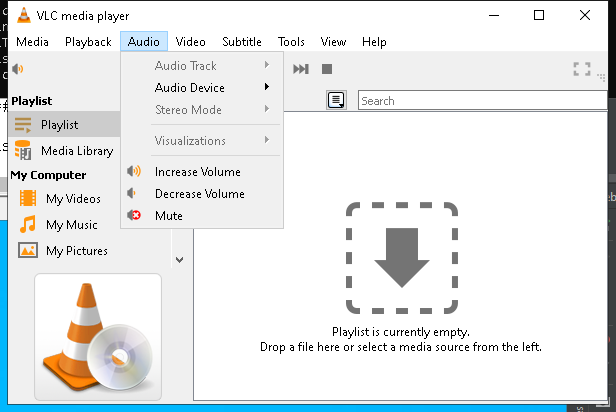 VLC media player
Media Playback Audio Video Subtitle Tools View Help
Audio Track
Audio Device
Stereo Mode
Visualizations
Increase Volume
Decrease Volume
Mute
Search
Playlist
Playlist
Media Library
My Computer
My Videos
My Music
My Pictures
Playlist is currently empty.
Drop a file here or select a media source from the left.